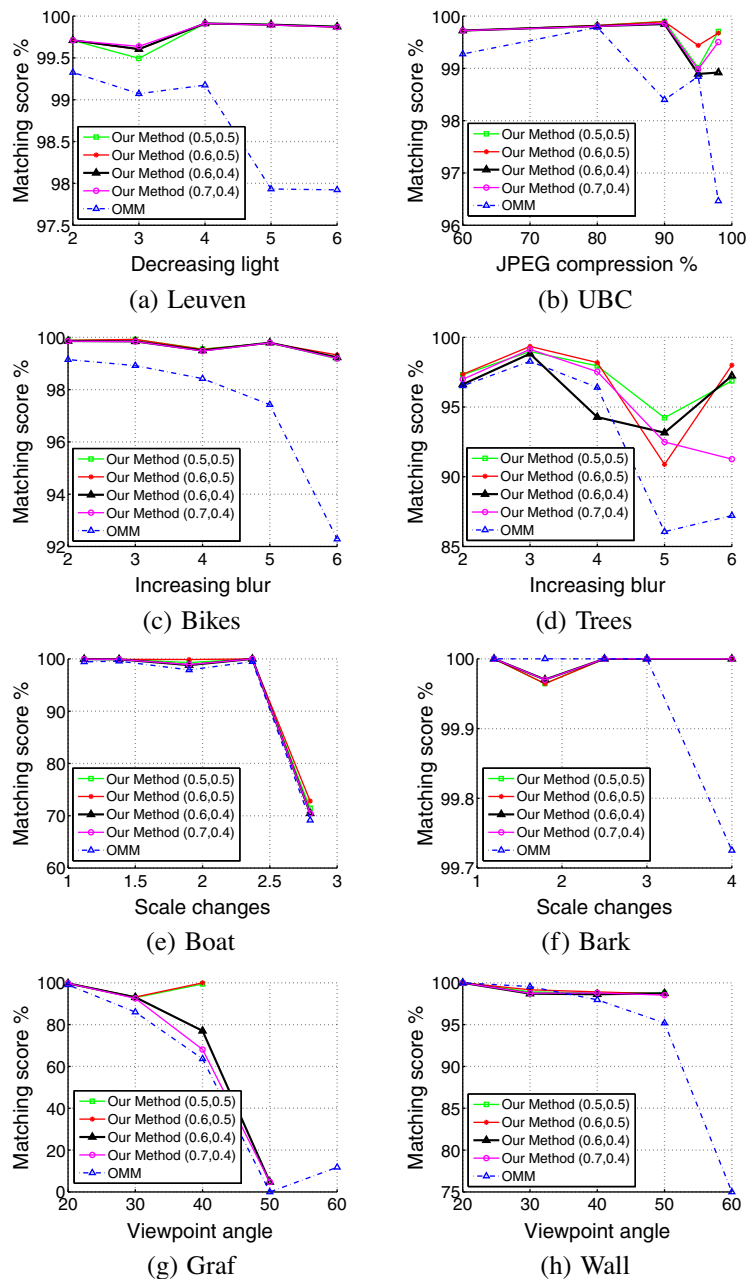 100
99.5
99
98.5
98
97.5
Matching score %
Our Method (0.5,0.5)
Our Method (0.6,0.5)
Our Method (0.6,0.4)
Our Method (0.7,0.4)
OMM
2 3 4 5 6
Decreasing light
(a) Leuven
100
99
98
97
96
Matching score %
Our Method (0.5,0.5)
Our Method (0.6,0.5)
Our Method (0.6,0.4)
Our Method (0.7,0.4)
OMM
60 70 80 90 100
JPEG compression %
(b) UBC
100
98
96
94
92
Matching score %
Our Method (0.5,0.5)
Our Method (0.6,0.5)
Our Method (0.6,0.4)
Our Method (0.7,0.4)
OMM
2 3 4 5 6
Increasing blur
(c) Bikes
100
95
90
85
Matching score %
Our Method (0.5,0.5)
Our Method (0.6,0.5)
Our Method (0.6,0.4)
Our Method (0.7,0.4)
OMM
2 3 4 5 6
Increasing blur
(d) Trees
100
90
80
70
60
Matching score %
Our Method (0.5,0.5)
Our Method (0.6,0.5)
Our Method (0.6,0.4)
Our Method (0.7,0.4)
OMM
1 1.5 2 2.5 3
Scale changes
(e) Boat
100
99.9
99.8
99.7
Matching score %
Our Method (0.5,0.5)
Our Method (0.6,0.5)
Our Method (0.6,0.4)
Our Method (0.7,0.4)
OMM
1 2 3 4
Scale changes
(f) Bark
100
80
60
40
20
0
Matching score %
Our Method (0.5,0.5)
Our Method (0.6,0.5)
Our Method (0.6,0.4)
Our Method (0.7,0.4)
OMM
20 30 40 50 60
Viewpoint angle
(g) Graf
100
95
90
85
80
75
Matching score %
Our Method (0.5,0.5)
Our Method (0.6,0.5)
Our Method (0.6,0.4)
Our Method (0.7,0.4)
OMM
20 30 40 50 60
Viewpoint angle
(h) Wall